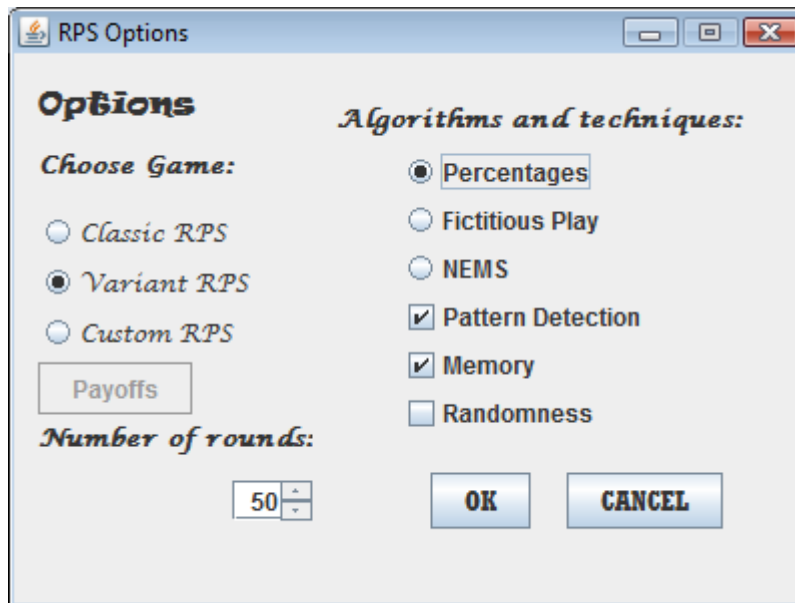 RPS Options
Options
Choose Game:
Classic RPS
Variant RPS
Custom RPS
Payoffs
Number of rounds:
50
Algorithms and techniques:
Percentages
Fictitious Play
NEMS
Pattern Detection
Memory
Randomness
OK
CANCEL